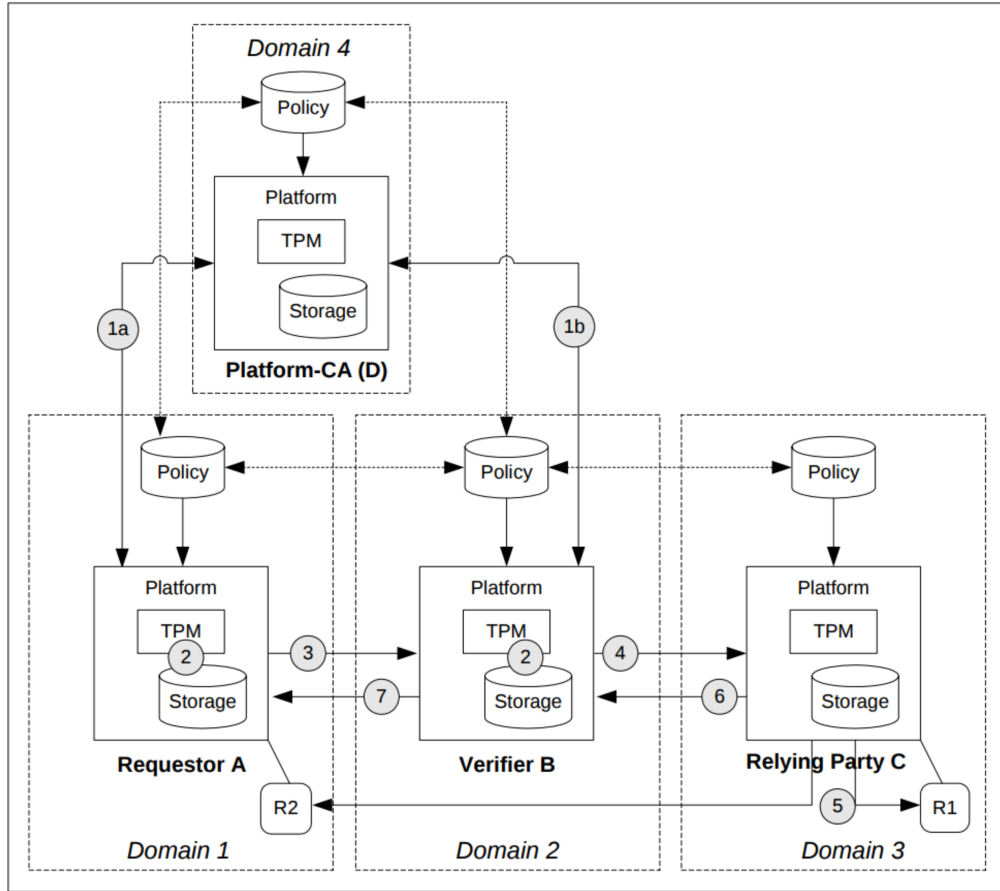 Domain 4
Policy
Platform
TPM
Storage
Platform-CA (D)
1a
1b
Policy
Policy
Policy
Platform
Platform
Platform
TPM
TPM
TPM
2
3
2
4
Storage
Storage
Storage
7
6
Requestor A
Verifier B
Relying Party C
R2
5
R1
Domain 1
Domain 2
Domain 3